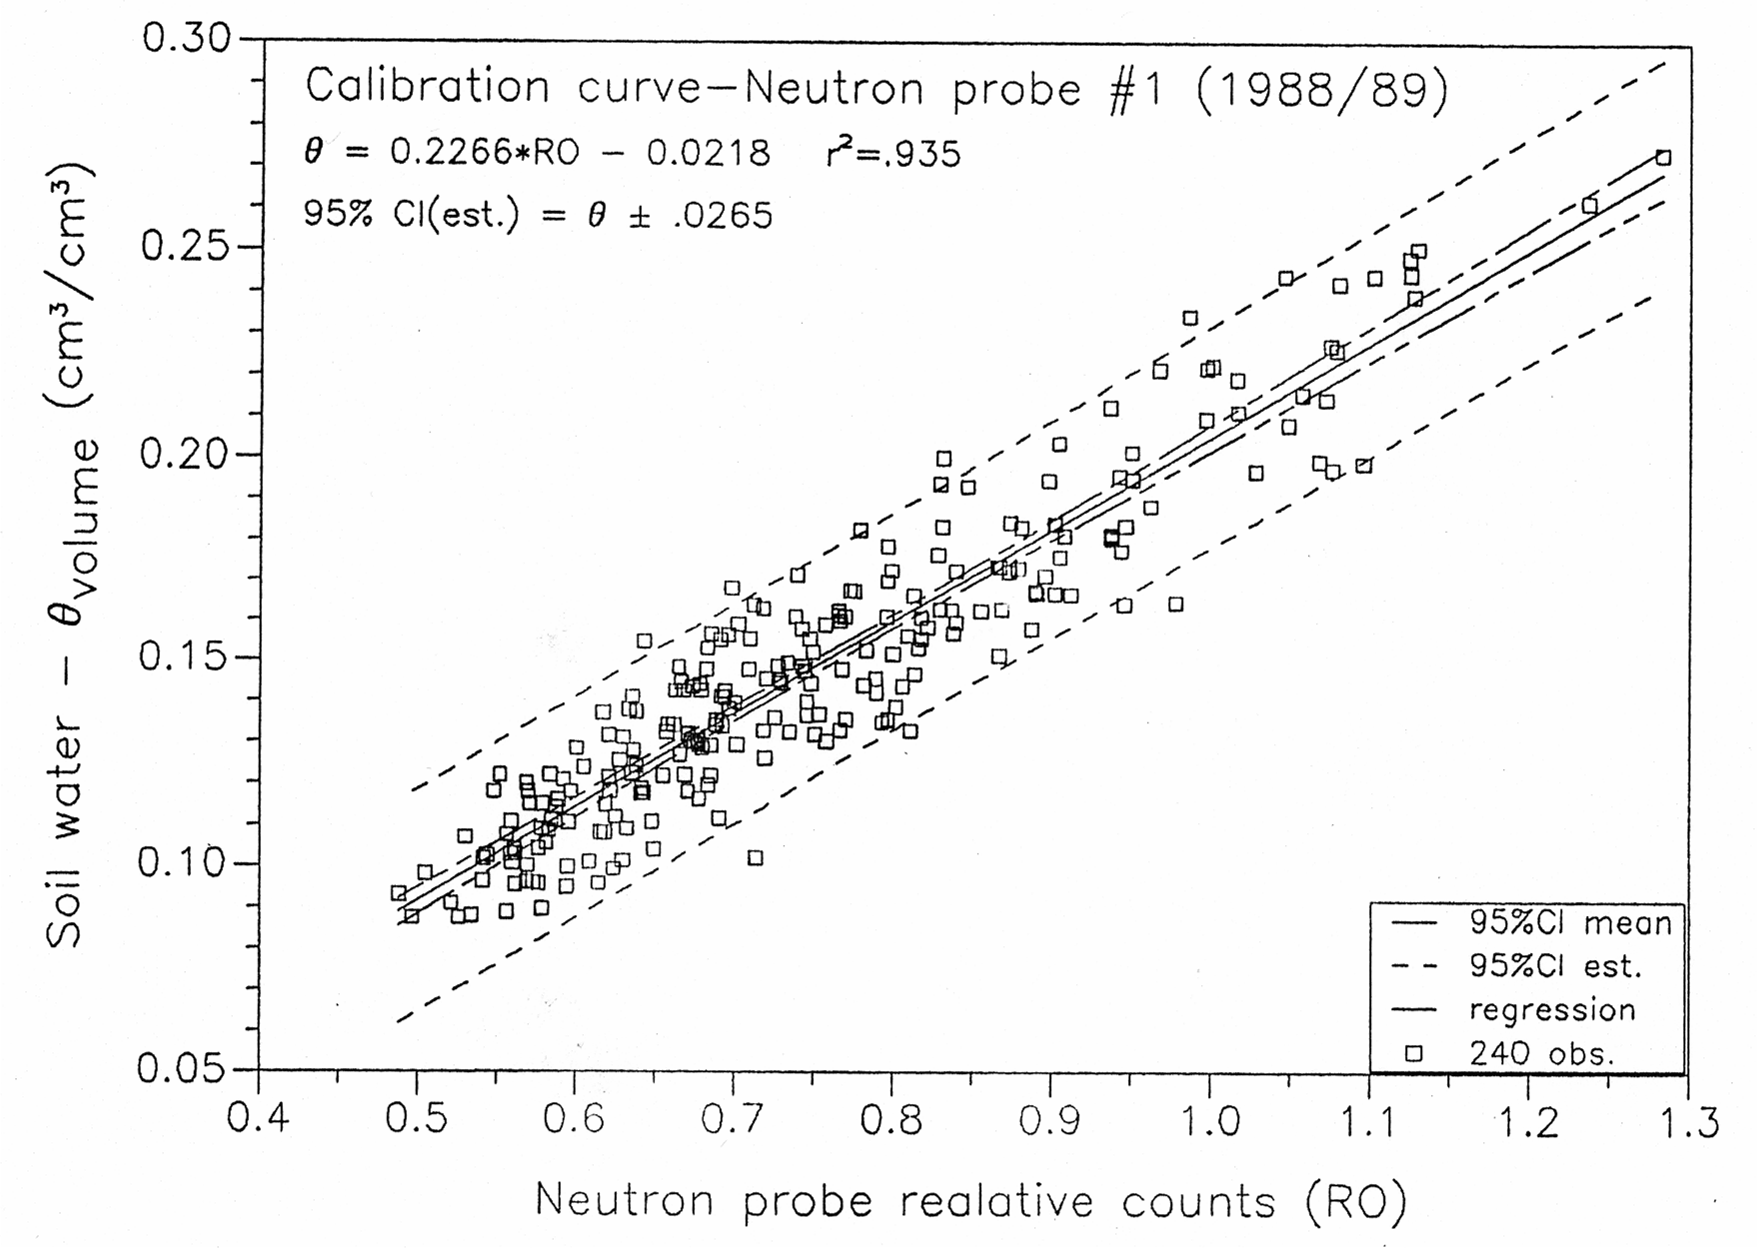 Calibration curve–Neutron probe #1 (1988/89)
θ = 0.2266*RO – 0.0218 r²=.935
95% CI(est.) = θ ± .0265
0.30
0.25
0.20
0.15
0.10
0.05
Soil water – θvolume (cm³/cm³)
95%CI mean
95%CI est.
regression
240 obs.
0.4 0.5 0.6 0.7 0.8 0.9 1.0 1.1 1.2 1.3
Neutron probe realative counts (RO)